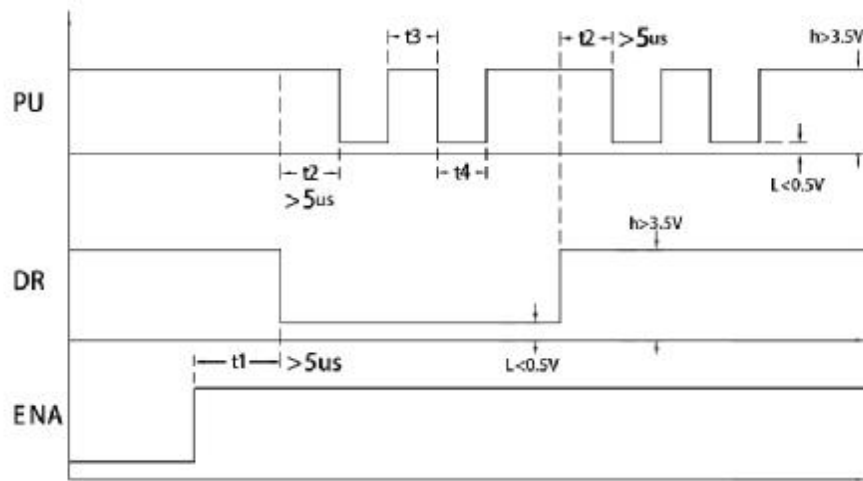 t3
t2 >5us
h>3.5V
PU
t2
>5us
t4
L<0.5V
h>3.5V
DR
t1 >5us
L<0.5V
ENA